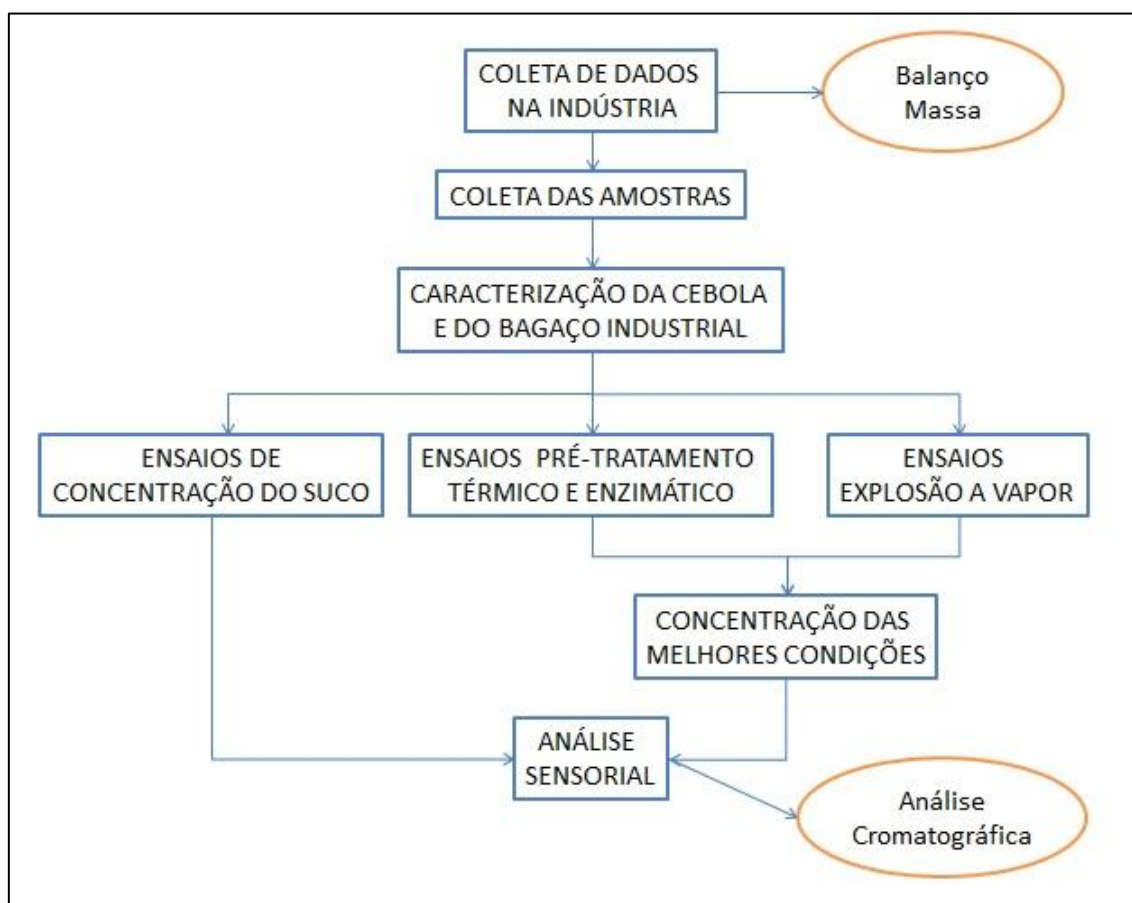 COLETA DE DADOS
NA INDÚSTRIA
Balanço
Massa
COLETA DAS AMOSTRAS
CARACTERIZAÇÃO DA CEBOLA
E DO BAGAÇO INDUSTRIAL
ENSAIOS DE
CONCENTRAÇÃO DO SUCO
ENSAIOS PRÉ-TRATAMENTO
TÉRMICO E ENZIMÁTICO
ENSAIOS
EXPLOSÃO A VAPOR
CONCENTRAÇÃO DAS
MELHORES CONDIÇÕES
ANÁLISE
SENSORIAL
Análise
Cromatográfica